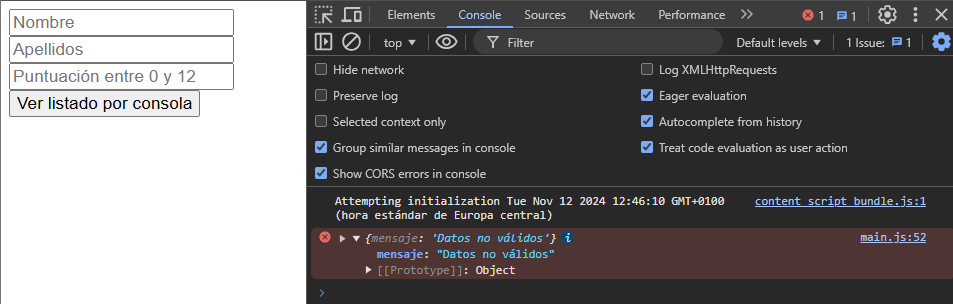 Nombre
Apellidos
Puntuación entre 0 y 12
Ver listado por consola
Elements Console Sources Network Performance 1 1
top Filter Default levels 1 Issue: 1
Hide network Log XMLHttpRequests
Preserve log Eager evaluation
Selected context only Autocomplete from history
Group similar messages in console Treat code evaluation as user action
Show CORS errors in console
Attempting initialization Tue Nov 12 2024 12:46:10 GMT+0100 content script bundle.js:1
(hora estándar de Europa central)
{mensaje: 'Datos no válidos'} i main.js:52
mensaje: "Datos no válidos"
[[Prototype]]: Object